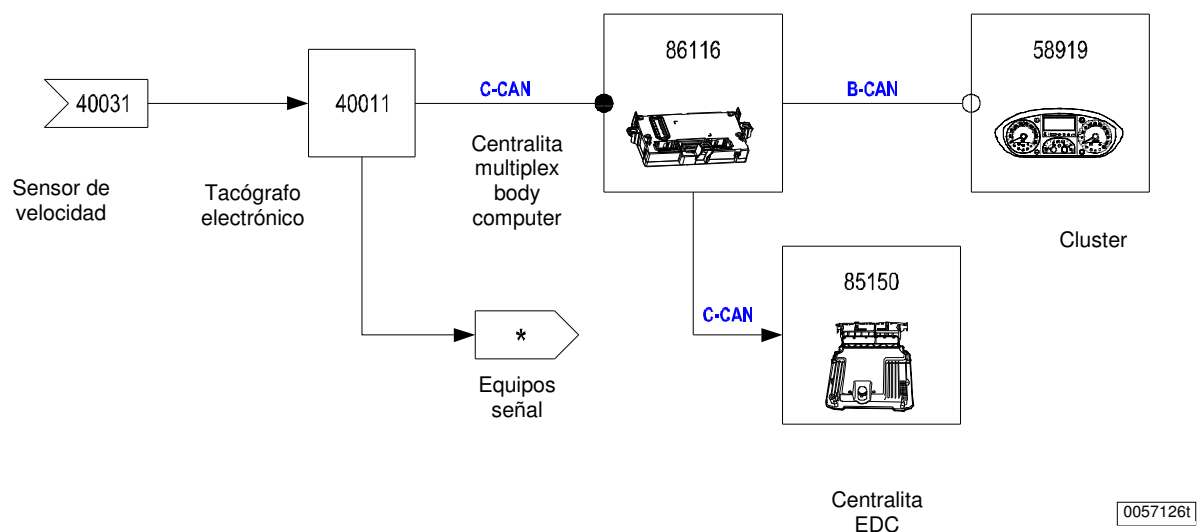 86116
58919
40031
40011
C-CAN
B-CAN
Centralita
multiplex
body
computer
Sensor de
velocidad
Tacógrafo
electrónico
Cluster
85150
C-CAN
*
Equipos
señal
Centralita
EDC
0057126t